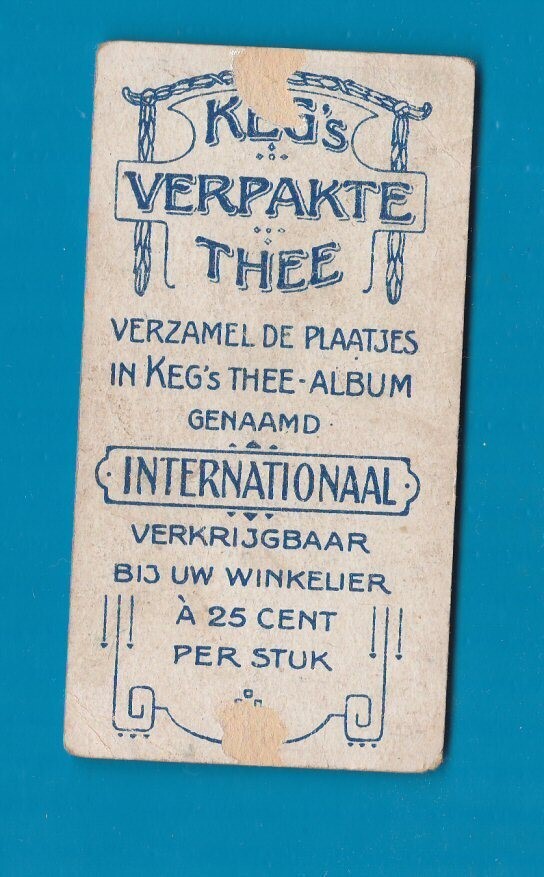 KEG's
VERPAKTE
THEE
VERZAMEL DE PLAATJES
IN KEG's THEE-ALBUM
GENAAMD
INTERNATIONAAL
VERKRIJGBAAR
BIJ UW WINKELIER
À 25 CENT
PER STUK